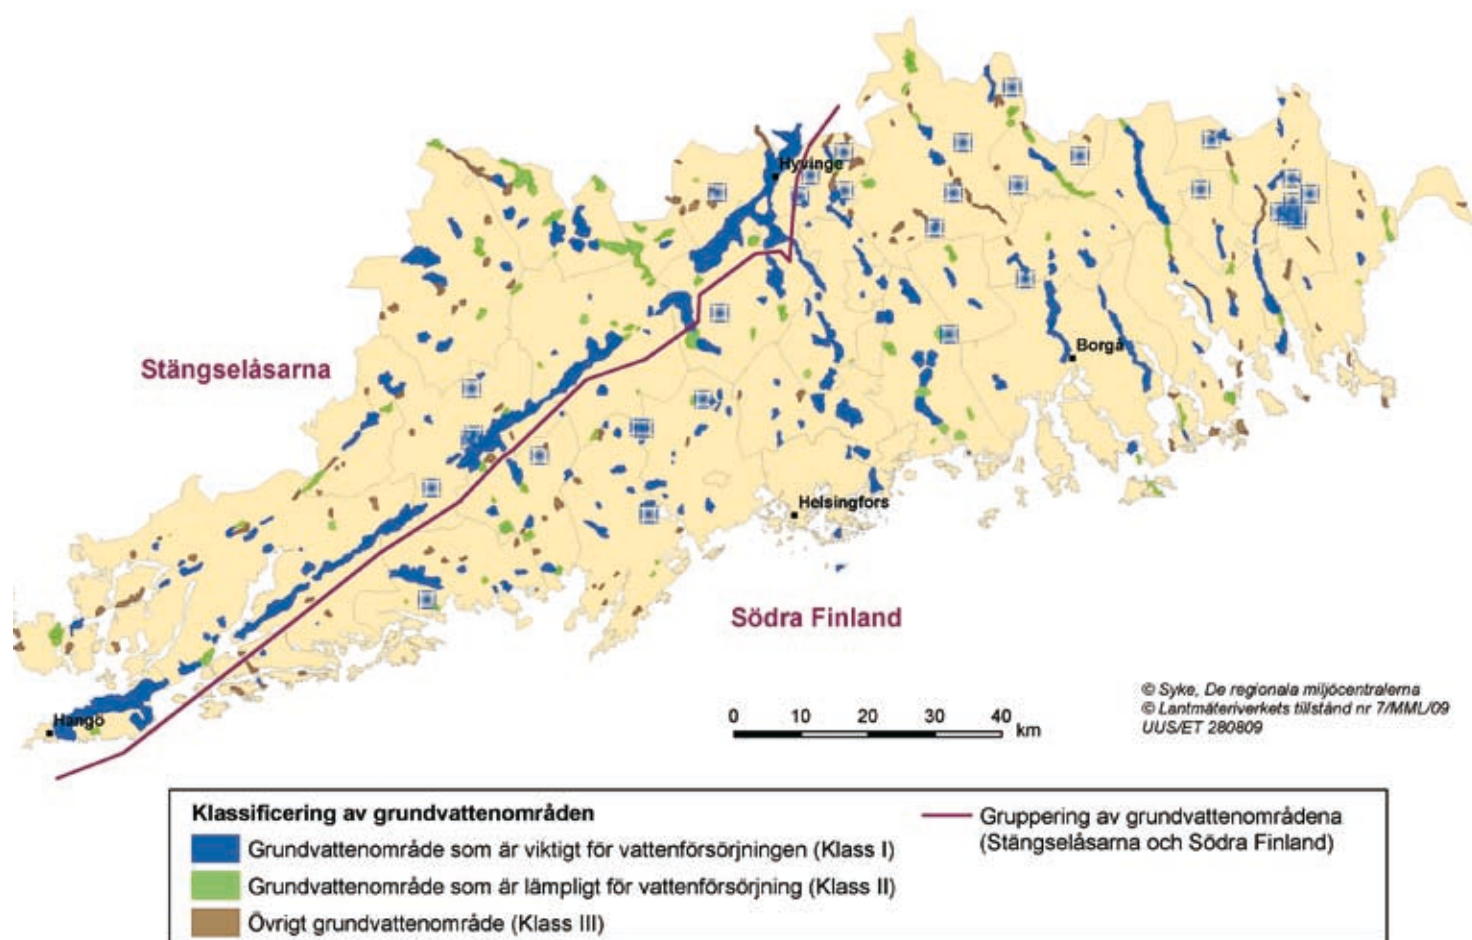 Hyvinge
Stängselåsarna
Borgå
Helsingfors
Södra Finland
Hangö
0 10 20 30 40
km
© Syke, De regionala miljöcentralerna
© Lantmäteriverkets tillstånd nr 7/MML/09
UUS/ET 280809
Klassificering av grundvattenområden
Grundvattenområde som är viktigt för vattenförsörjningen (Klass I)
Grundvattenområde som är lämpligt för vattenförsörjning (Klass II)
Övrigt grundvattenområde (Klass III)
Gruppering av grundvattenområdena
(Stängselåsarna och Södra Finland)